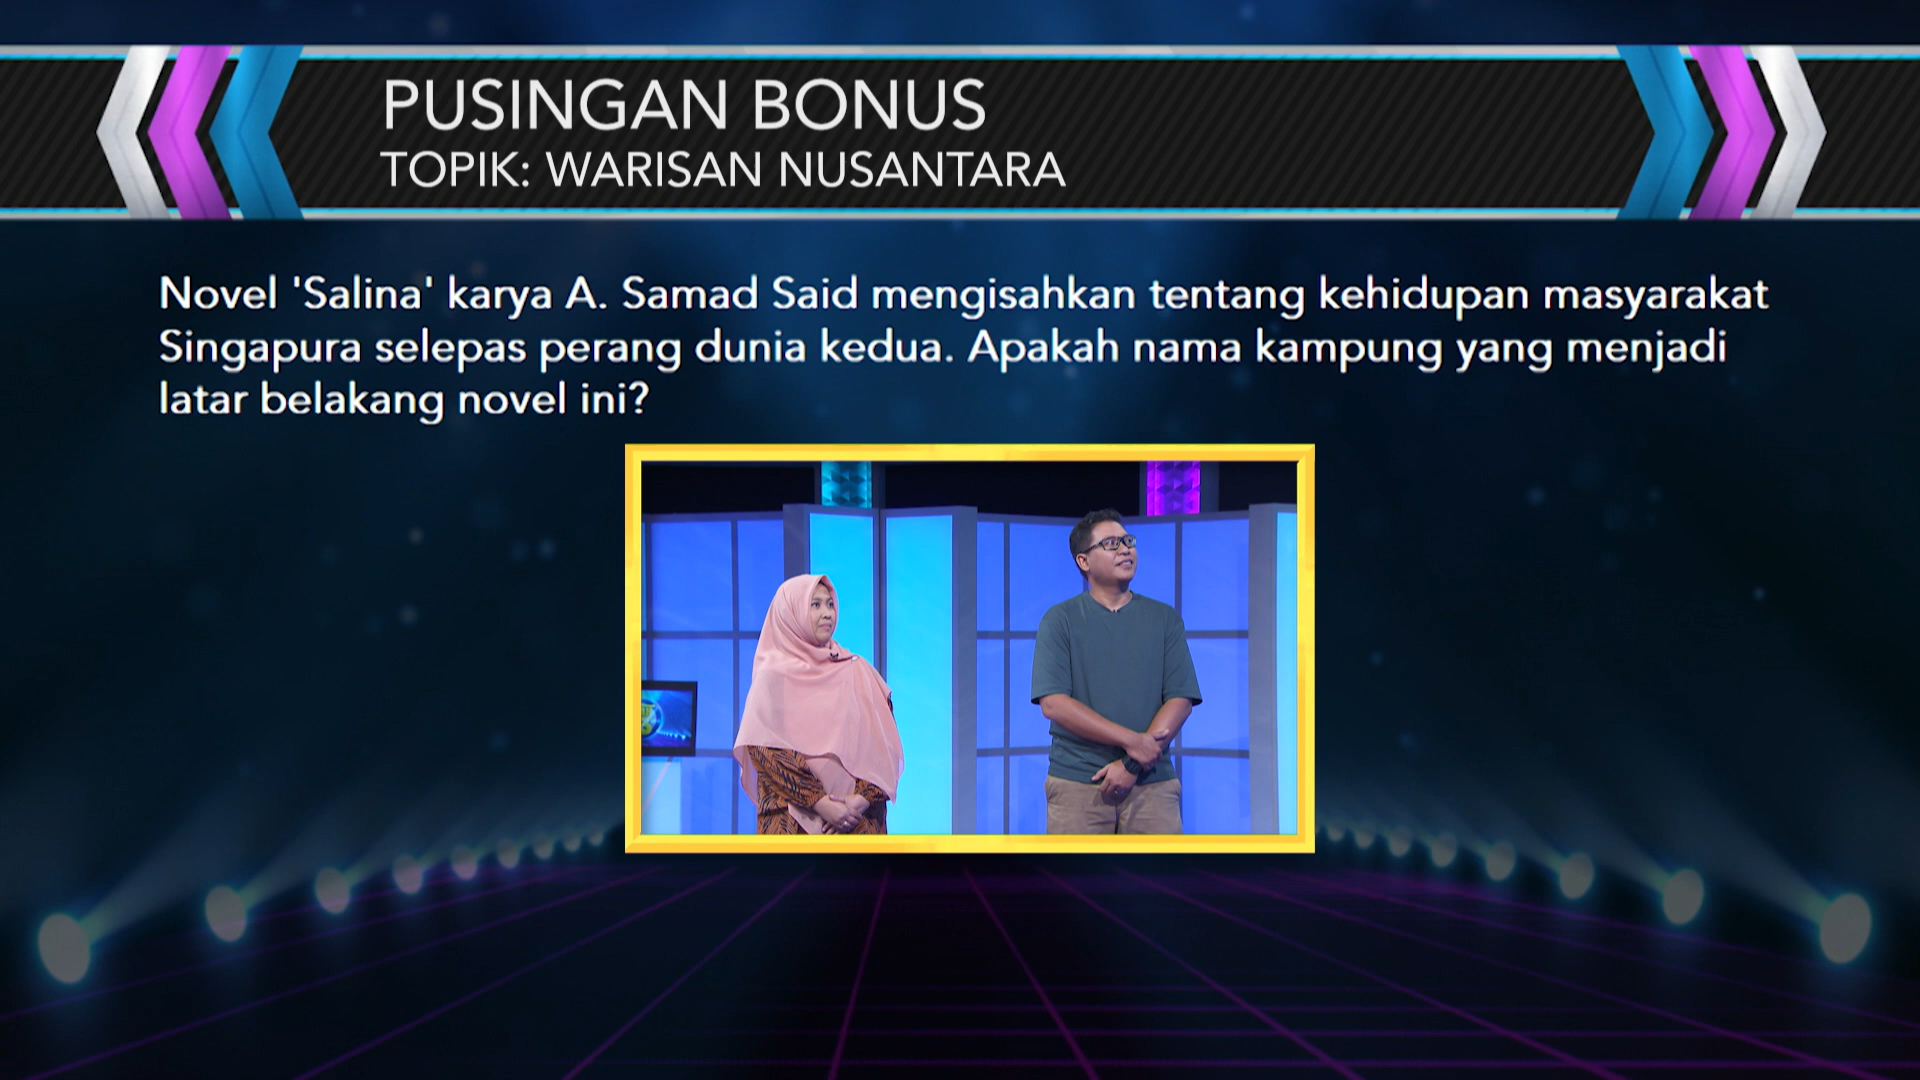 PUSINGAN BONUS
TOPIK: WARISAN NUSANTARA
Novel 'Salina' karya A. Samad Said mengisahkan tentang kehidupan masyarakat
Singapura selepas perang dunia kedua. Apakah nama kampung yang menjadi
latar belakang novel ini?